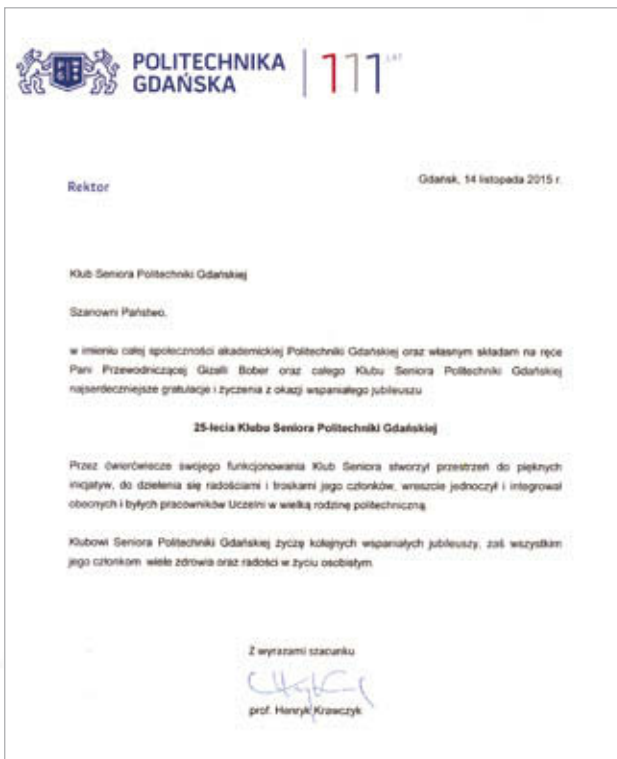 POLITECHNIKA
GDAŃSKA
111 LAT
Rektor
Gdańsk, 14 listopada 2015 r.
Klub Seniora Politechniki Gdańskiej
Szanowni Państwo,
w imieniu całej społeczności akademickiej Politechniki Gdańskiej oraz własnym składam na ręce
Pani Przewodniczącej Gizelli Bober oraz całego Klubu Seniora Politechniki Gdańskiej
najserdeczniejsze gratulacje i życzenia z okazji wspaniałego jubileuszu
25-lecia Klubu Seniora Politechniki Gdańskiej
Przez ćwierćwiecze swojego funkcjonowania Klub Seniora stworzył przestrzeń do pięknych
inicjatyw, do dzielenia się radościami i troskami jego członków, wreszcie jednoczył i integrował
obecnych i byłych pracowników Uczelni w wielką rodzinę politechniczną.
Klubowi Seniora Politechniki Gdańskiej życzę kolejnych wspaniałych jubileuszy, zaś wszystkim
jego członkom wiele zdrowia oraz radości w życiu osobistym.
Z wyrazami szacunku
prof. Henryk Krawczyk